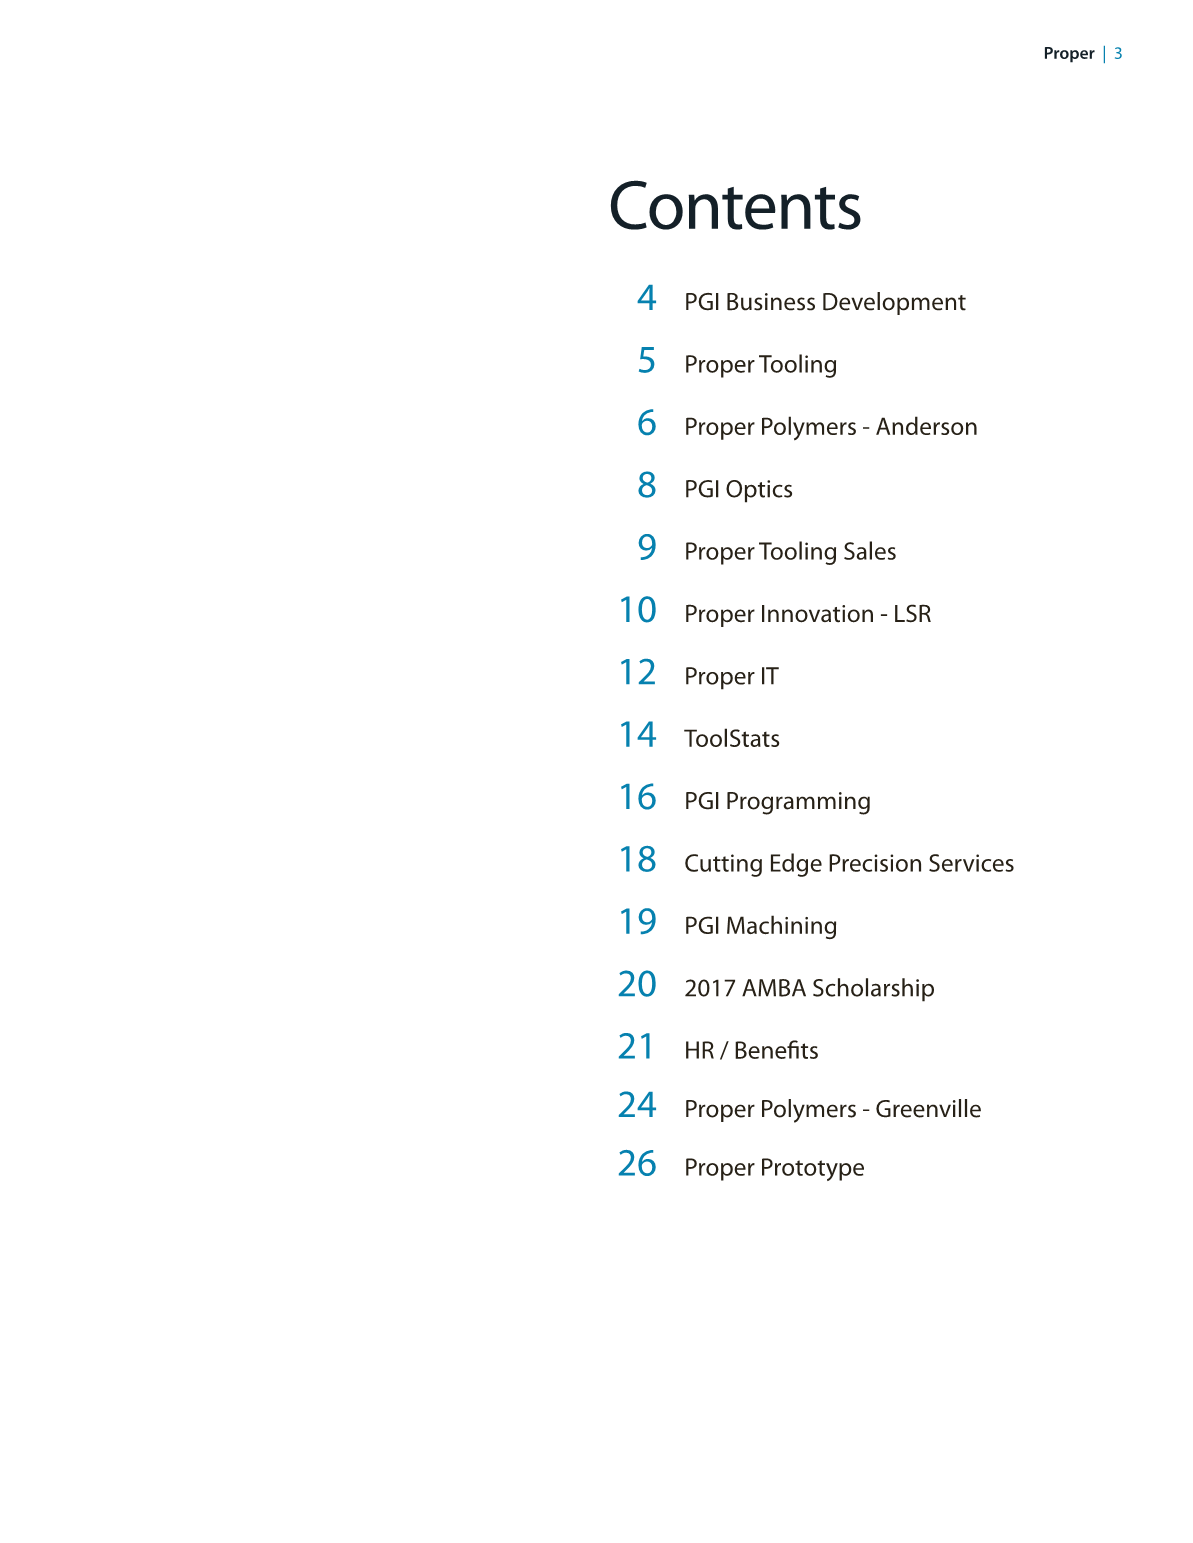 Proper | 3
Contents
4 PGI Business Development
5 Proper Tooling
6 Proper Polymers - Anderson
8 PGI Optics
9 Proper Tooling Sales
10 Proper Innovation - LSR
12 Proper IT
14 ToolStats
16 PGI Programming
18 Cutting Edge Precision Services
19 PGI Machining
20 2017 AMBA Scholarship
21 HR / Benefits
24 Proper Polymers - Greenville
26 Proper Prototype